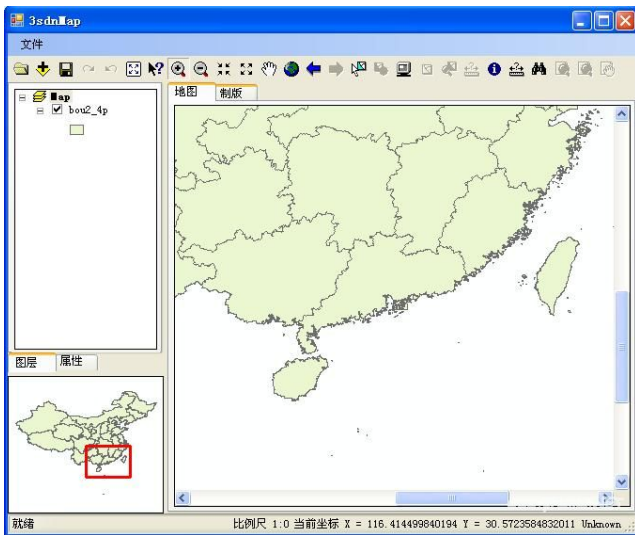 3sdnMap
文件
地图 制版
Map
bou2_4p
图层 属性
就绪 比例尺 1:0 当前坐标 X = 116.414499840194 Y = 30.5723584832011 Unknown